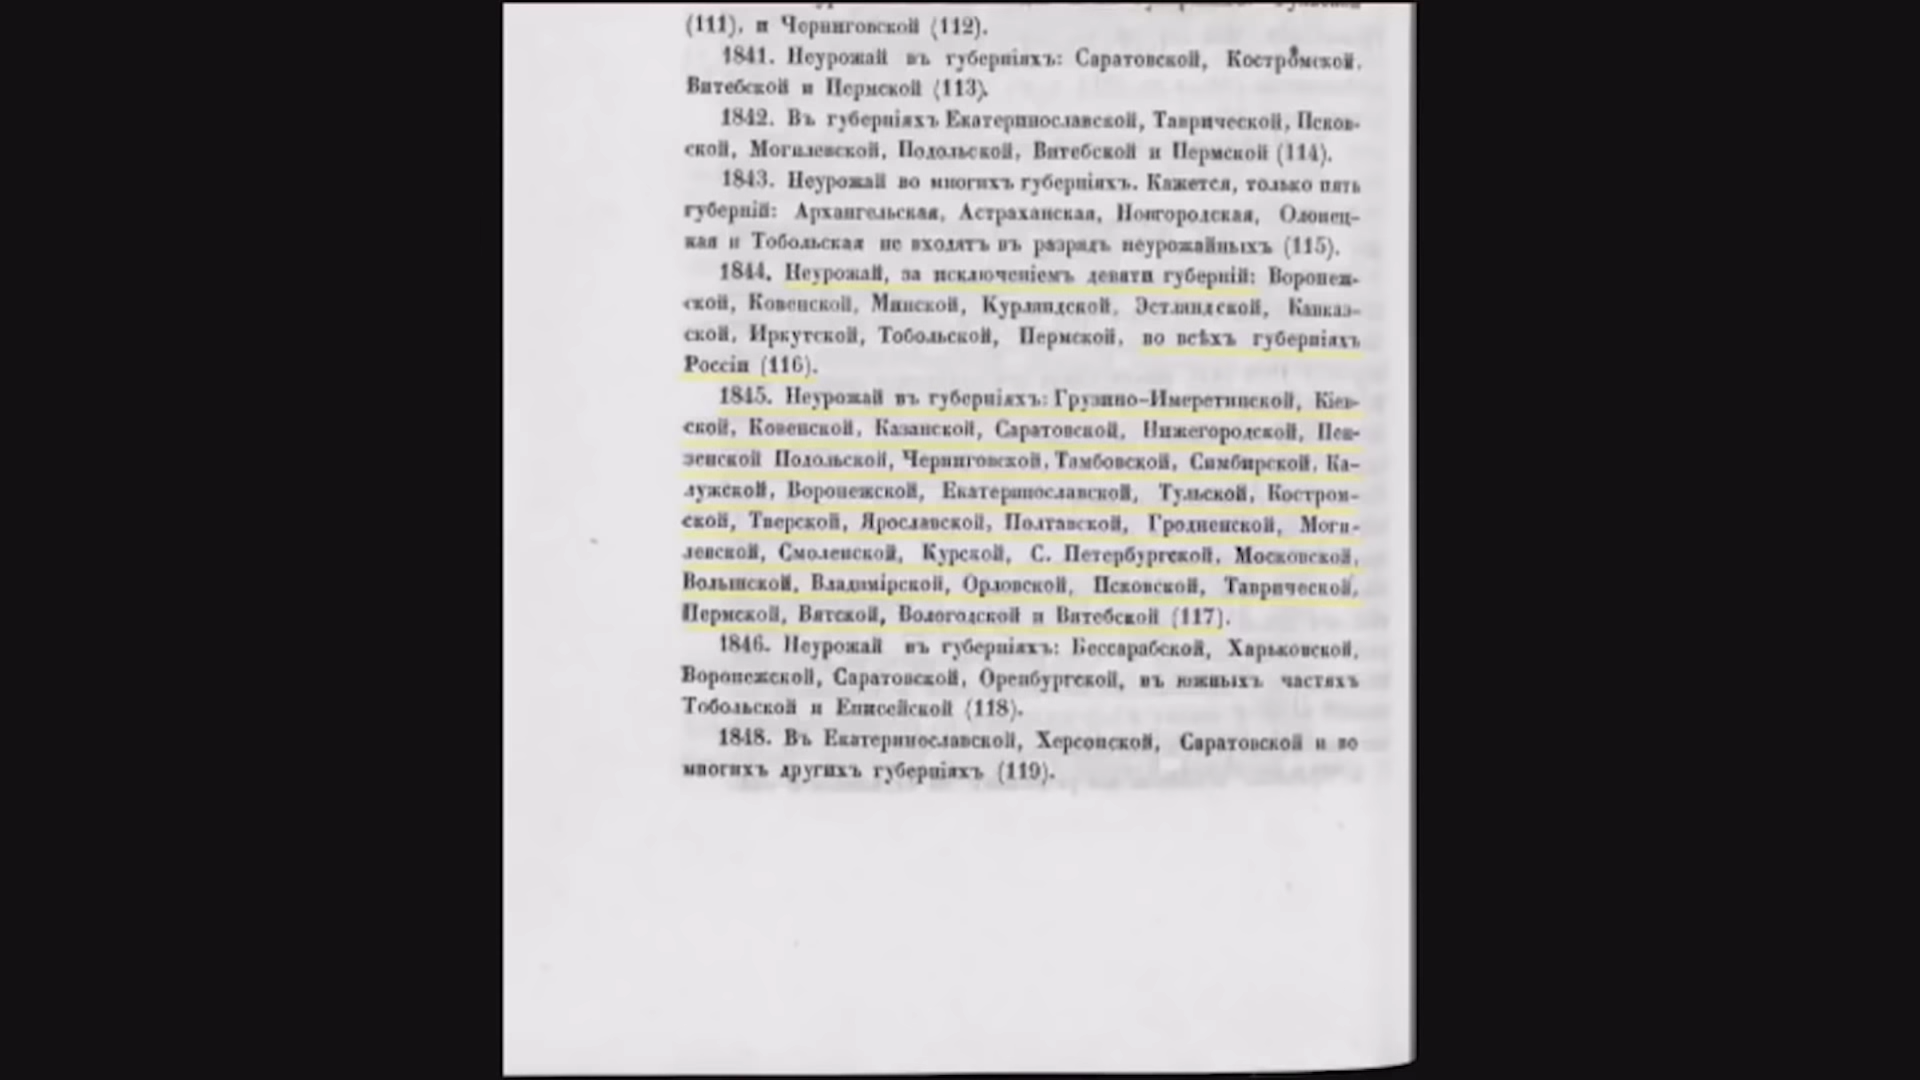 (111), и Черниговской (112).
1841. Неурожай въ губерніяхъ: Саратовской, Костромской,
Витебской и Пермской (113).
1842. Въ губерніяхъ Екатеринославской, Таврической, Псков-
ской, Могилевской, Подольской, Витебской и Пермской (114).
1843. Неурожай во многихъ губерніяхъ. Кажется, только пять
губерній: Архангельская, Астраханская, Новгородская, Олонец-
кая и Тобольская не входятъ въ разрядъ неурожайныхъ (115).
1844. Неурожай, за исключеніемъ девяти губерній: Воронеж-
ской, Ковенской, Минской, Курляндской, Эстляндской, Кавказ-
ской, Иркутской, Тобольской, Пермской, во всѣхъ губерніяхъ
Россіи (116).
1845. Неурожай въ губерніяхъ: Грузино-Имеретинской, Кіев-
ской, Ковенской, Казанской, Саратовской, Нижегородской, Пен-
зенской Подольской, Черниговской, Тамбовской, Симбирской, Ка-
лужской, Воронежской, Екатеринославской, Тульской, Костром-
ской, Тверской, Ярославской, Полтавской, Гродненской, Моги-
левской, Смоленской, Курской, С. Петербургской, Московской,
Волынской, Владимірской, Орловской, Псковской, Таврической,
Пермской, Вятской, Вологодской и Витебской (117).
1846. Неурожай въ губерніяхъ: Бессарабской, Харьковской,
Воронежской, Саратовской, Оренбургской, въ южныхъ частяхъ
Тобольской и Енисейской (118).
1848. Въ Екатеринославской, Херсонской, Саратовской и во
многихъ другихъ губерніяхъ (119).